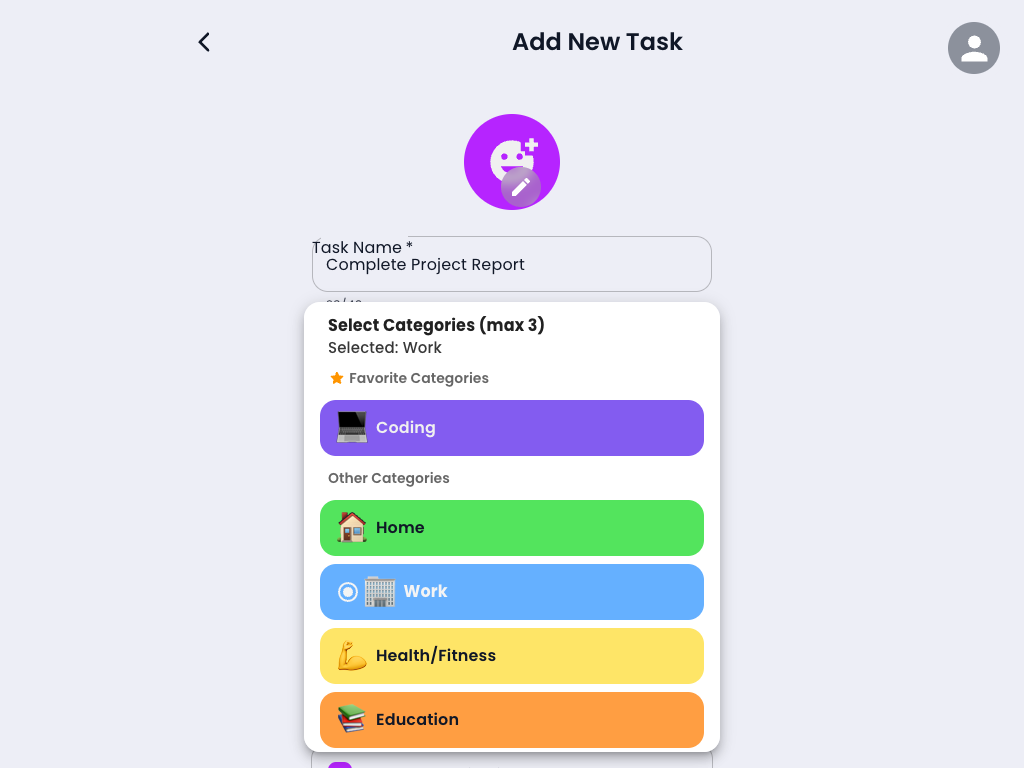 Add New Task
Task Name *
Complete Project Report
Select Categories (max 3)
Selected: Work
Favorite Categories
Coding
Other Categories
Home
Work
Health/Fitness
Education